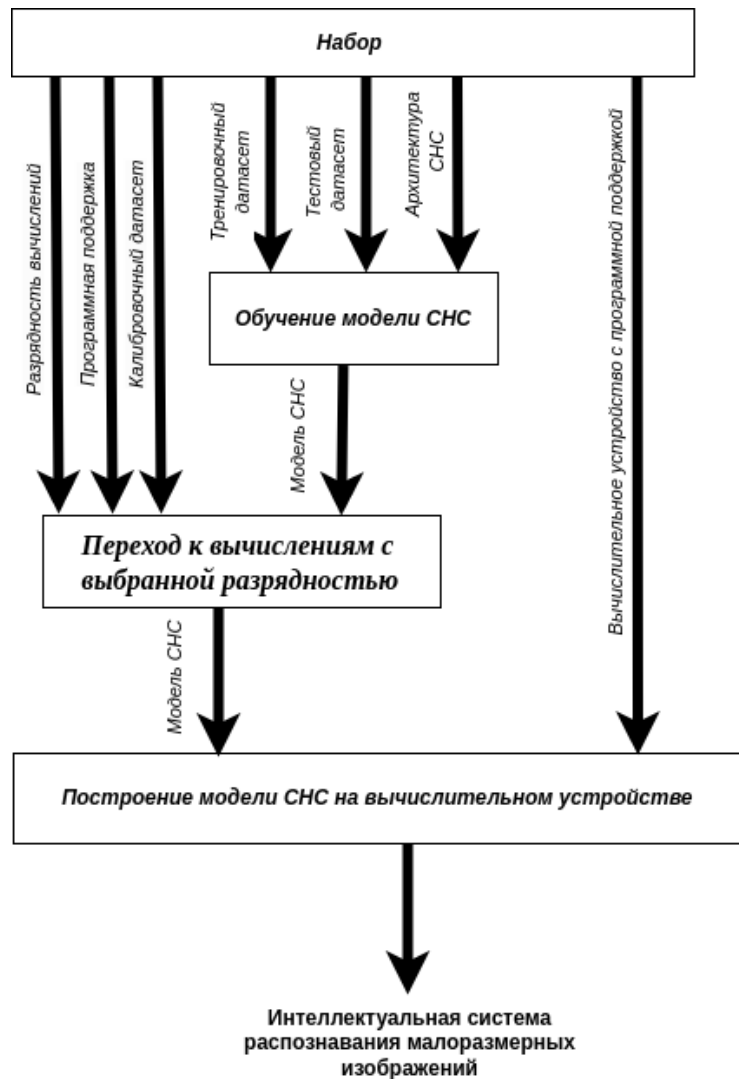 Набор
Разрядность вычислений
Программная поддержка
Калибровочный датасет
Тренировочный
датасет
Тестовый
датасет
Архитектура
СНС
Вычислительное устройство с программной поддержкой
Обучение модели СНС
Модель СНС
Переход к вычислениям с
выбранной разрядностью
Модель СНС
Построение модели СНС на вычислительном устройстве
Интеллектуальная система
распознавания малоразмерных
изображений